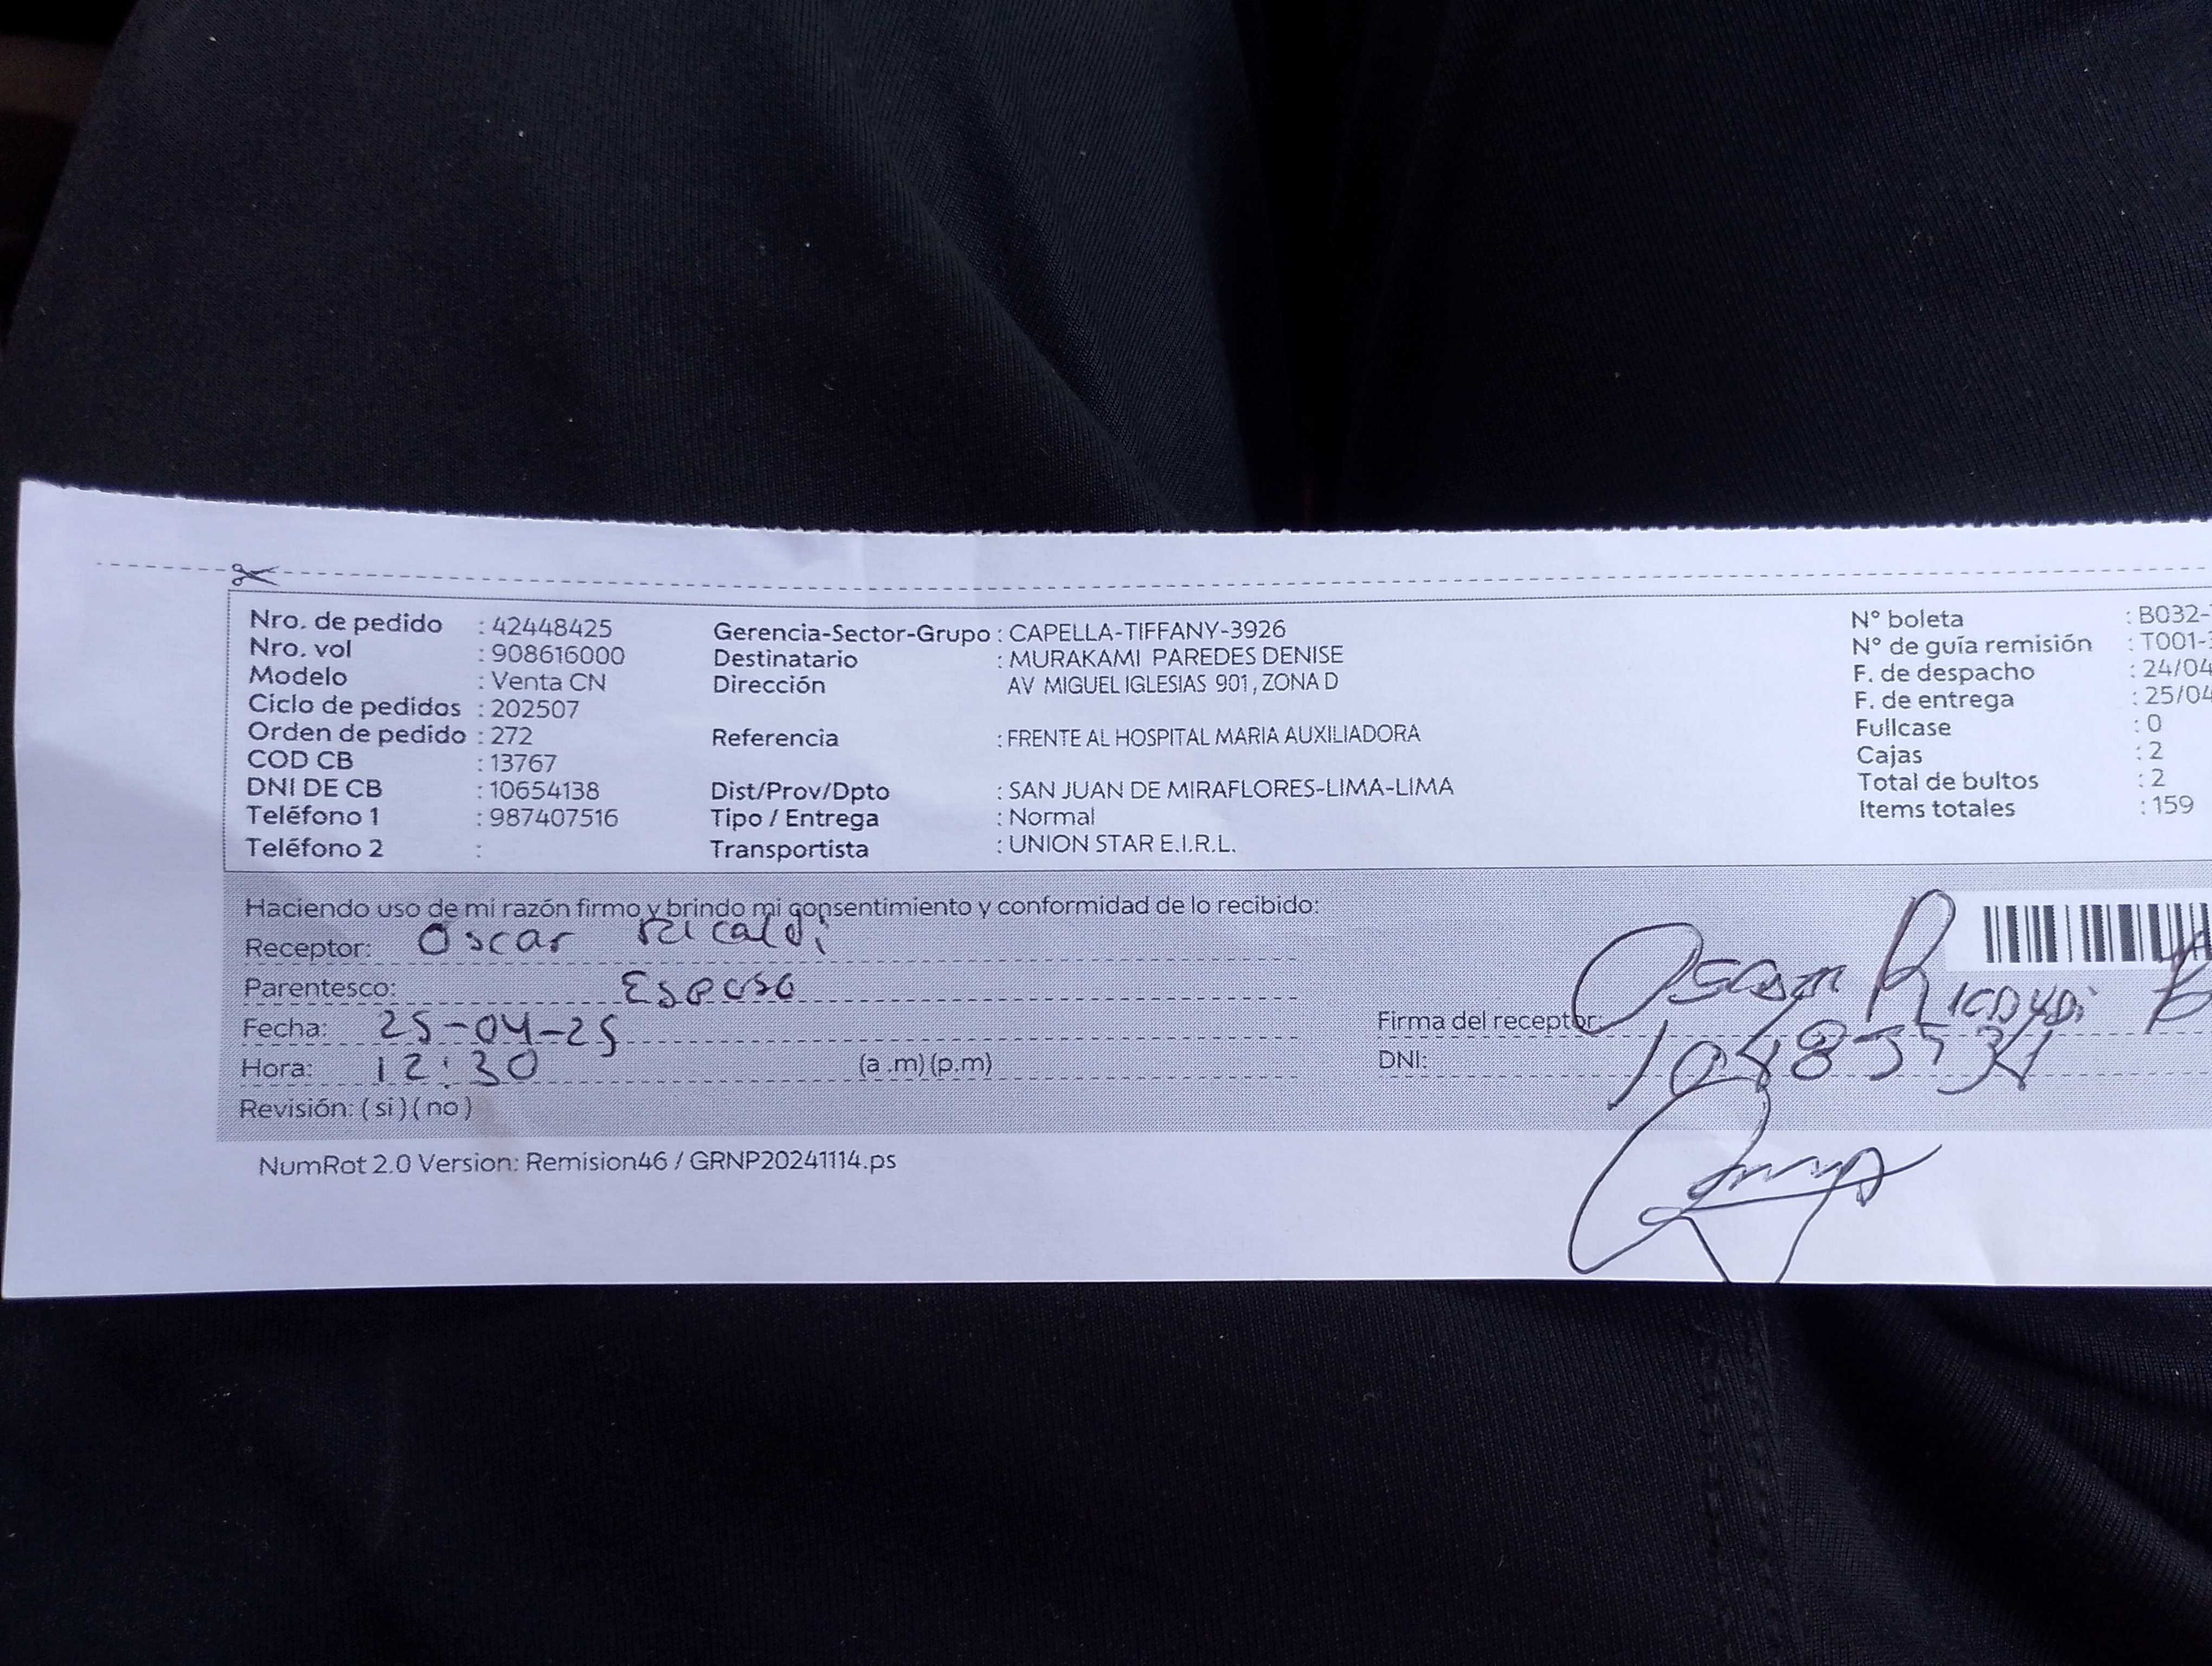 Nro. de pedido : 42448425
Nro. vol : 908616000
Modelo : Venta CN
Ciclo de pedidos : 202507
Orden de pedido : 272
COD CB : 13767
DNI DE CB : 10654138
Teléfono 1 : 987407516
Teléfono 2 :
Gerencia-Sector-Grupo : CAPELLA-TIFFANY-3926
Destinatario : MURAKAMI PAREDES DENISE
Dirección AV MIGUEL IGLESIAS 901, ZONA D
Referencia : FRENTE AL HOSPITAL MARIA AUXILIADORA
Dist/Prov/Dpto : SAN JUAN DE MIRAFLORES-LIMA-LIMA
Tipo / Entrega : Normal
Transportista : UNION STAR E.I.R.L.
N° boleta : B032-
N° de guía remisión : T001-
F. de despacho : 24/04
F. de entrega : 25/04
Fullcase : 0
Cajas : 2
Total de bultos : 2
Items totales : 159
Haciendo uso de mi razón firmo y brindo mi consentimiento y conformidad de lo recibido:
Receptor: Oscar Ricaldi
Parentesco: Esposo
Fecha: 25-04-25
Hora: 12:30 (a.m)(p.m)
Revisión: (si)(no)
Firma del receptor: Oscar Ricaldi B
DNI:
NumRot 2.0 Version: Remision46 / GRNP20241114.ps